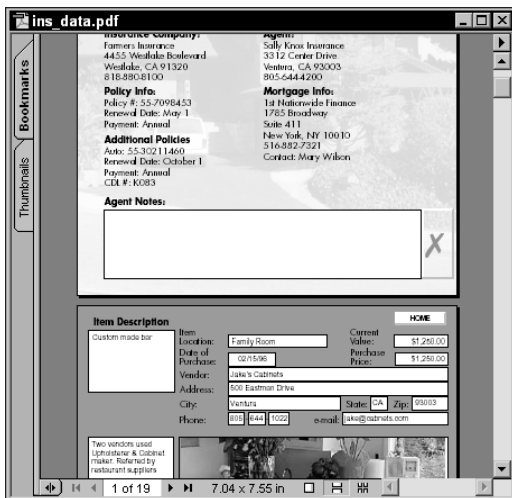 ins_data.pdf
Bookmarks
Thumbnails
Insurance Company:
Farmers Insurance
4455 Westlake Boulevard
Westlake, CA 91320
818-880-8100
Policy Info:
Policy #: 55-7098453
Renewal Date: May 1
Payment: Annual
Additional Policies
Auto: 55-30211460
Renewal Date: October 1
Payment: Annual
CDL #: K083
Agent:
Sally Knox Insurance
3312 Center Drive
Ventura, CA 93003
805-644-4200
Mortgage Info:
1st Nationwide Finance
1785 Broadway
Suite 411
New York, NY 10010
516-882-7321
Contact: Mary Wilson
Agent Notes:
X
Item Description
HOME
Custom made bar
Item Location: Family Room
Current Value: $1,250.00
Date of Purchase: 02/15/96
Purchase Price: $1,250.00
Vendor: Jake's Cabinets
Address: 500 Eastman Drive
City: Ventura State: CA Zip: 93003
Phone: 805 - 644 - 1022 e-mail: jake@cabinets.com
Two vendors used
Upholsterer & Cabinet
maker. Referred by
restaurant suppliers
1 of 19
7.04 x 7.55 in